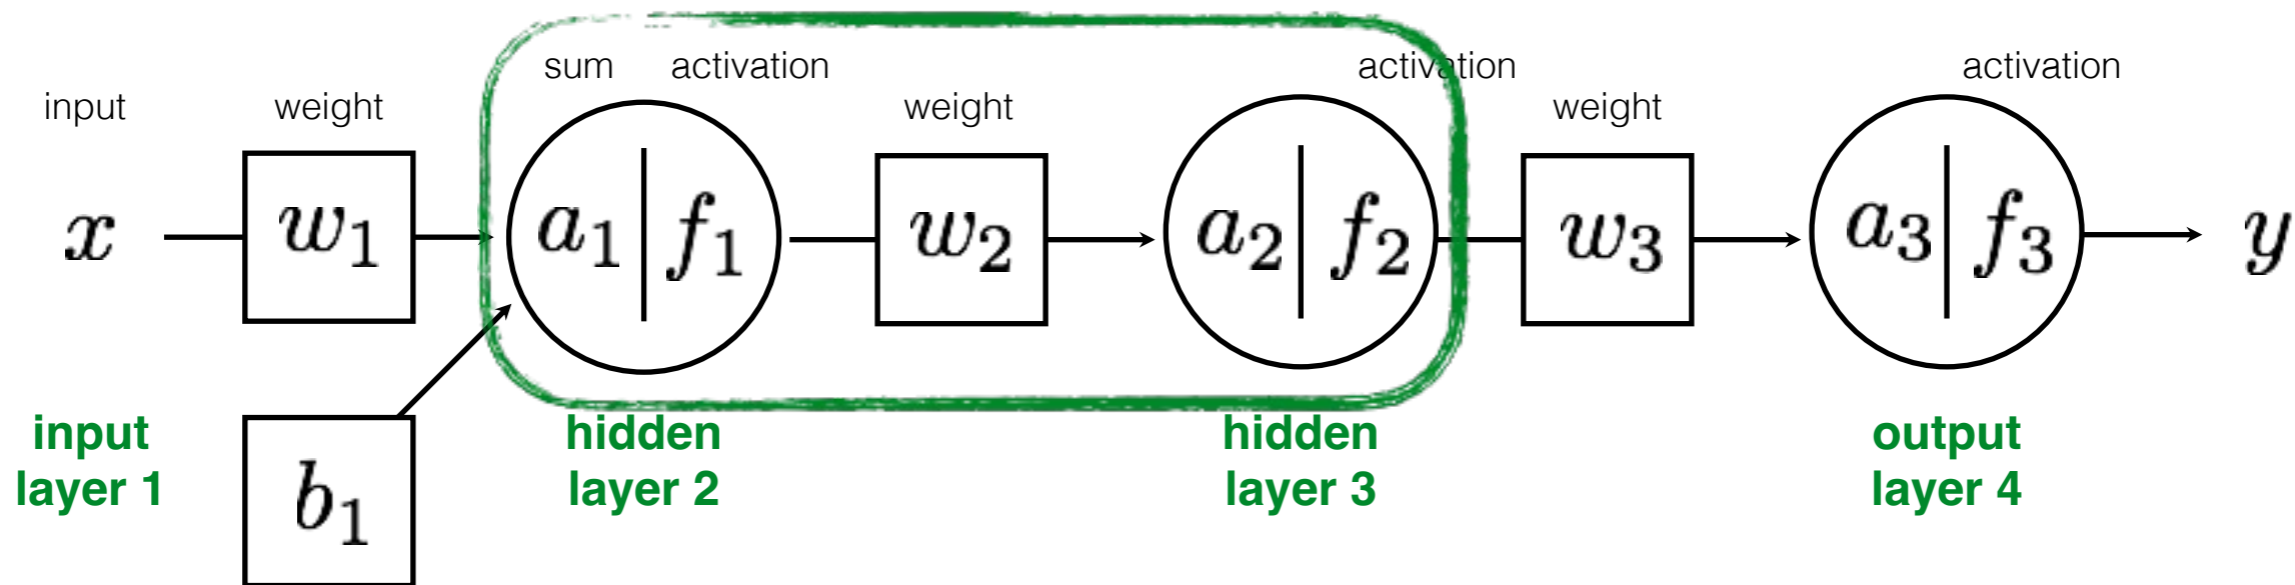 sum activation activation activation
input weight weight weight
x w1 a1 | f1 w2 a2 | f2 w3 a3 | f3 y
input hidden hidden output
layer 1 layer 2 layer 3 layer 4
b1